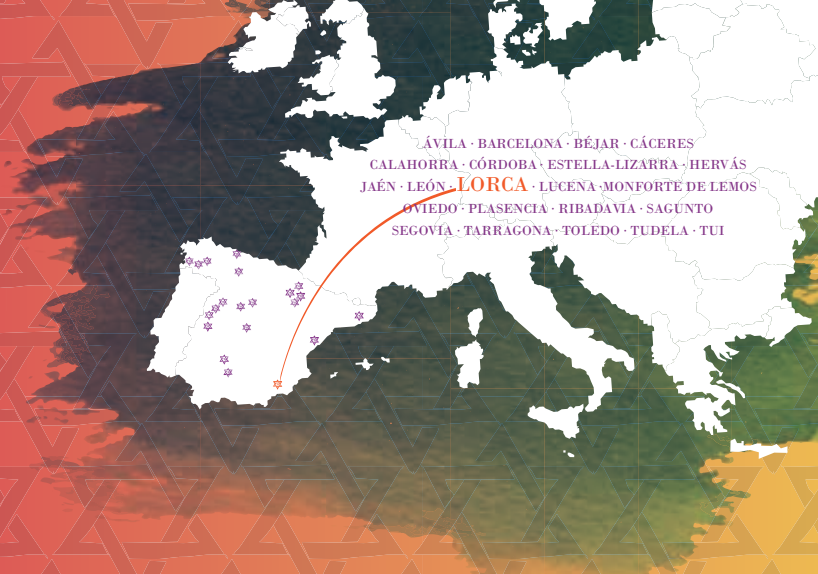 ÁVILA · BARCELONA · BÉJAR · CÁCERES
CALAHORRA · CÓRDOBA · ESTELLA-LIZARRA · HERVÁS
JAÉN · LEÓN · LORCA · LUCENA · MONFORTE DE LEMOS
OVIEDO · PLASENCIA · RIBADAVIA · SAGUNTO
SEGOVIA · TARRAGONA · TOLEDO · TUDELA · TUI